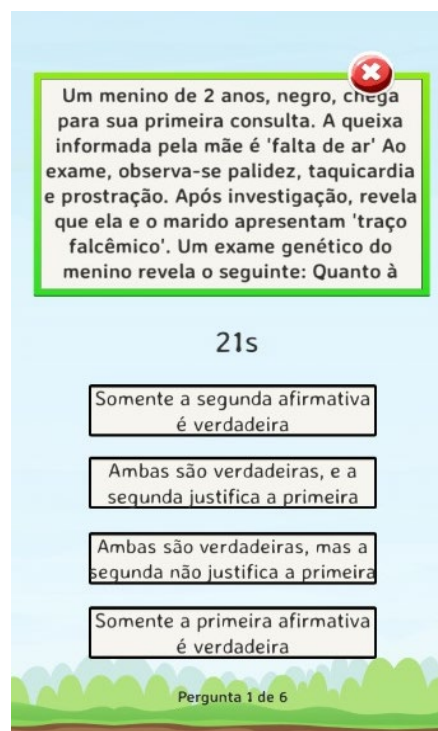 Um menino de 2 anos, negro, chega
para sua primeira consulta. A queixa
informada pela mãe é 'falta de ar' Ao
exame, observa-se palidez, taquicardia
e prostração. Após investigação, revela
que ela e o marido apresentam 'traço
falcêmico'. Um exame genético do
menino revela o seguinte: Quanto à
21s
Somente a segunda afirmativa
é verdadeira
Ambas são verdadeiras, e a
segunda justifica a primeira
Ambas são verdadeiras, mas a
segunda não justifica a primeira
Somente a primeira afirmativa
é verdadeira
Pergunta 1 de 6